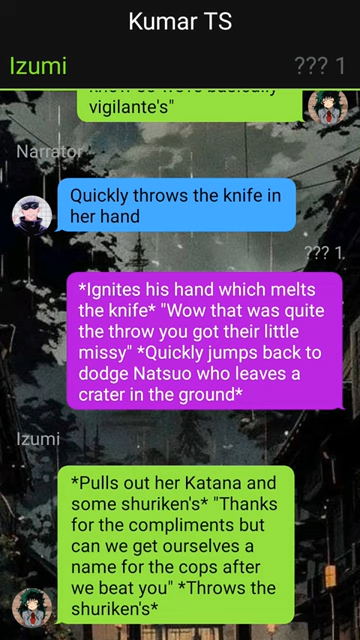 Kumar TS
Izumi
??? 1
vigilante's"
Narrator
Quickly throws the knife in
her hand
??? 1
*Ignites his hand which melts
the knife* "Wow that was quite
the throw you got their little
missy" *Quickly jumps back to
dodge Natsuo who leaves a
crater in the ground*
Izumi
*Pulls out her Katana and
some shuriken's* "Thanks
for the compliments but
can we get ourselves a
name for the cops after
we beat you" *Throws the
shuriken's*